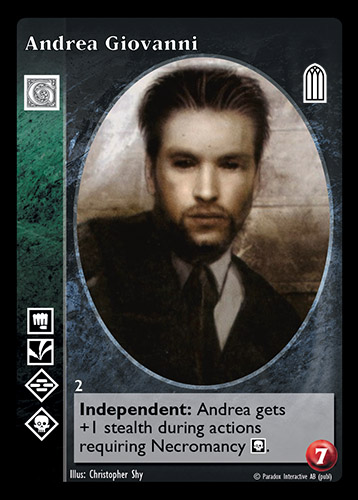 Andrea Giovanni
G
2
Independent: Andrea gets
+1 stealth during actions
requiring Necromancy .
7
Illus: Christopher Shy
© Paradox Interactive AB (publ)